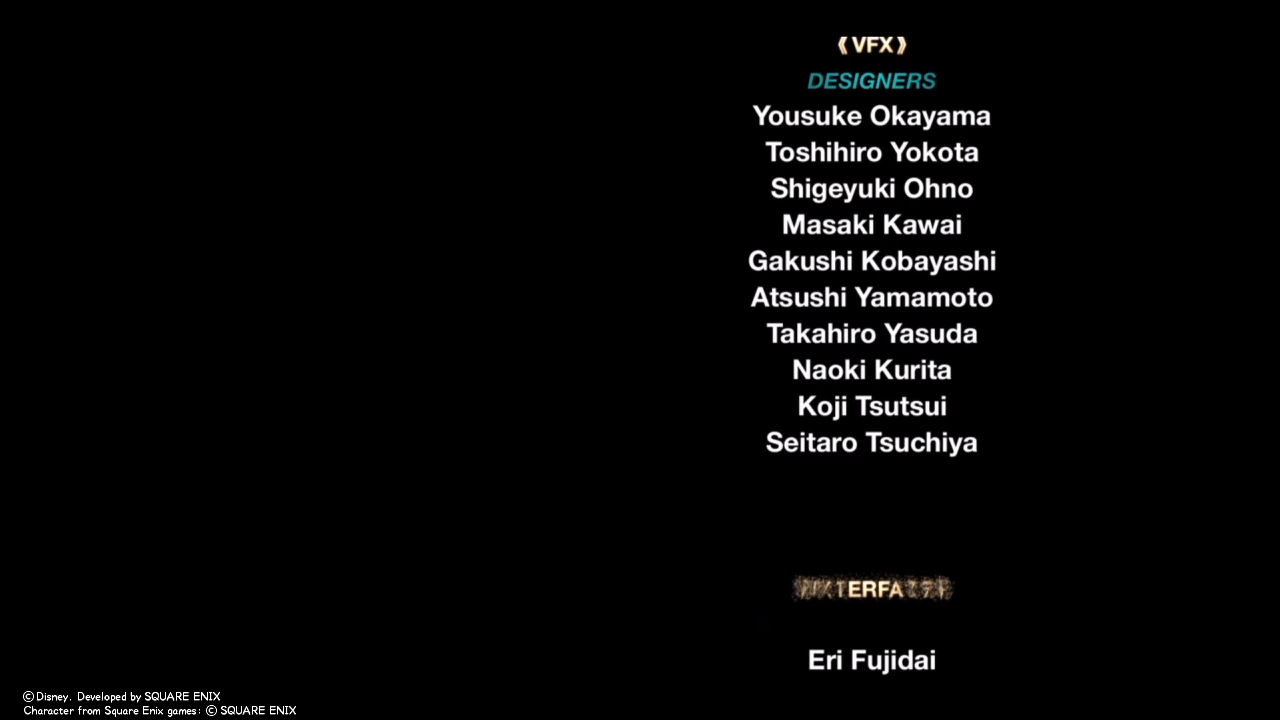 ⟪ VFX ⟫
DESIGNERS
Yousuke Okayama
Toshihiro Yokota
Shigeyuki Ohno
Masaki Kawai
Gakushi Kobayashi
Atsushi Yamamoto
Takahiro Yasuda
Naoki Kurita
Koji Tsutsui
Seitaro Tsuchiya
Eri Fujidai
© Disney. Developed by SQUARE ENIX
Character from Square Enix games: © SQUARE ENIX